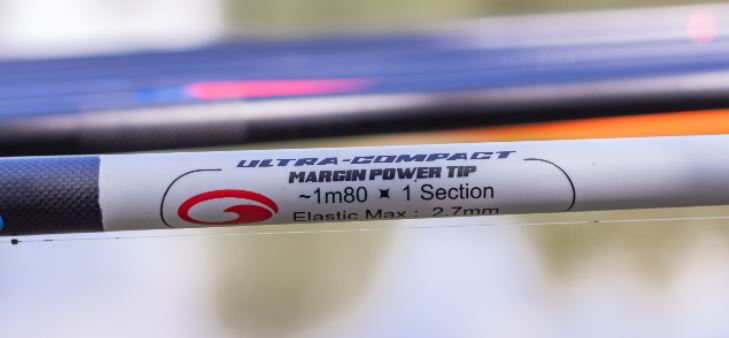 ULTRA-COMPACT
MARGIN POWER TIP
~1m80 ¤ 1 Section
Elastic Max : 2.7mm